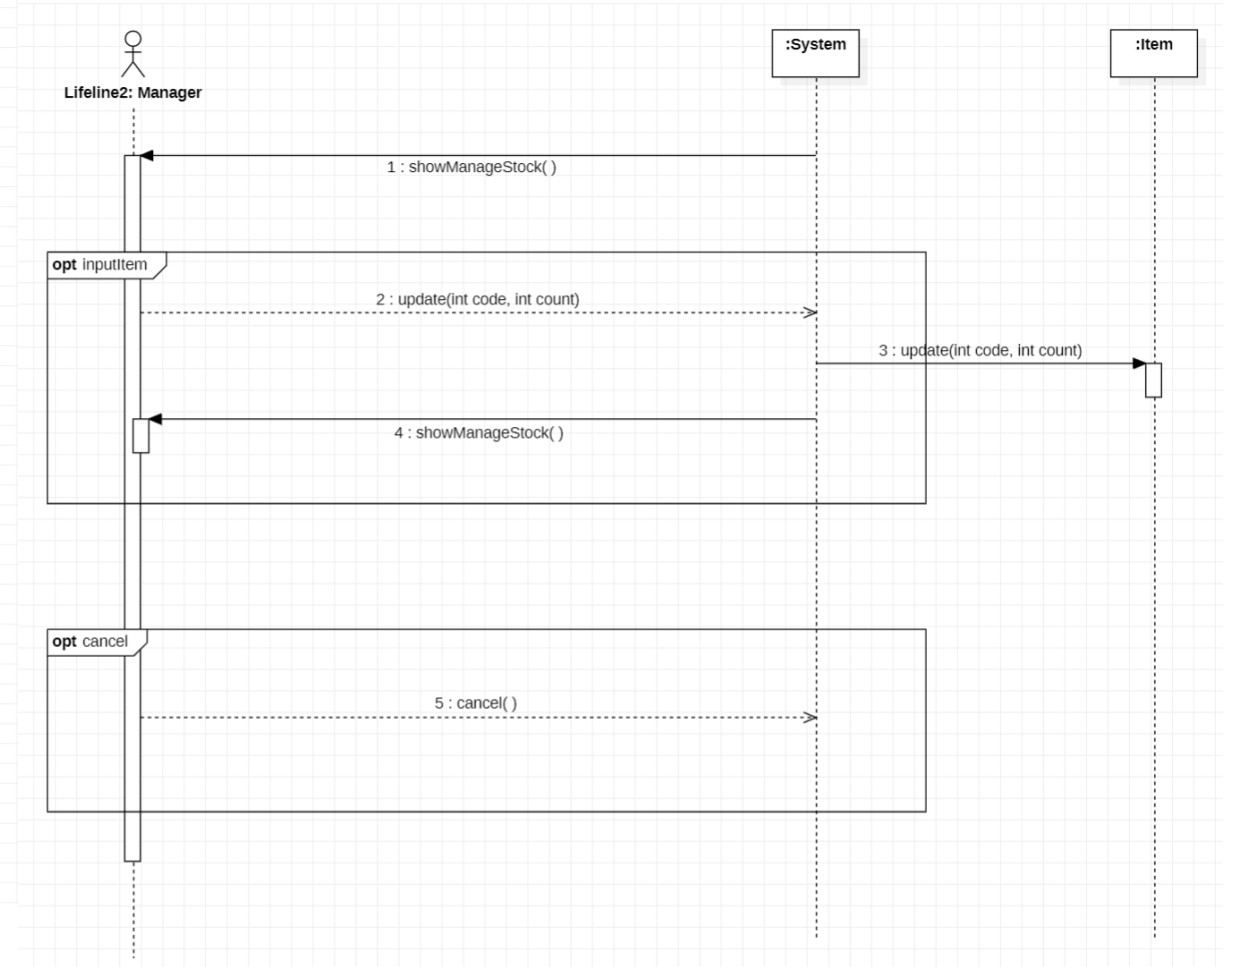 :System
:Item
Lifeline2: Manager
1 : showManageStock( )
opt inputItem
2 : update(int code, int count)
3 : update(int code, int count)
4 : showManageStock( )
opt cancel
5 : cancel( )